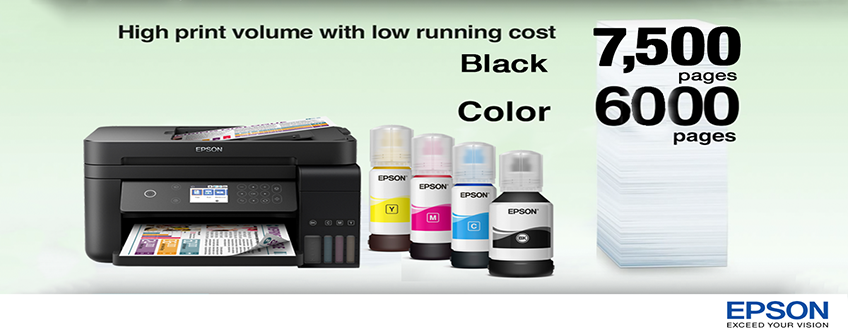 High print volume with low running cost
Black 7,500
pages
Color 6000
pages
EPSON
EPSON
Y
EPSON
M
EPSON
C
EPSON
BK
EPSON
EXCEED YOUR VISION